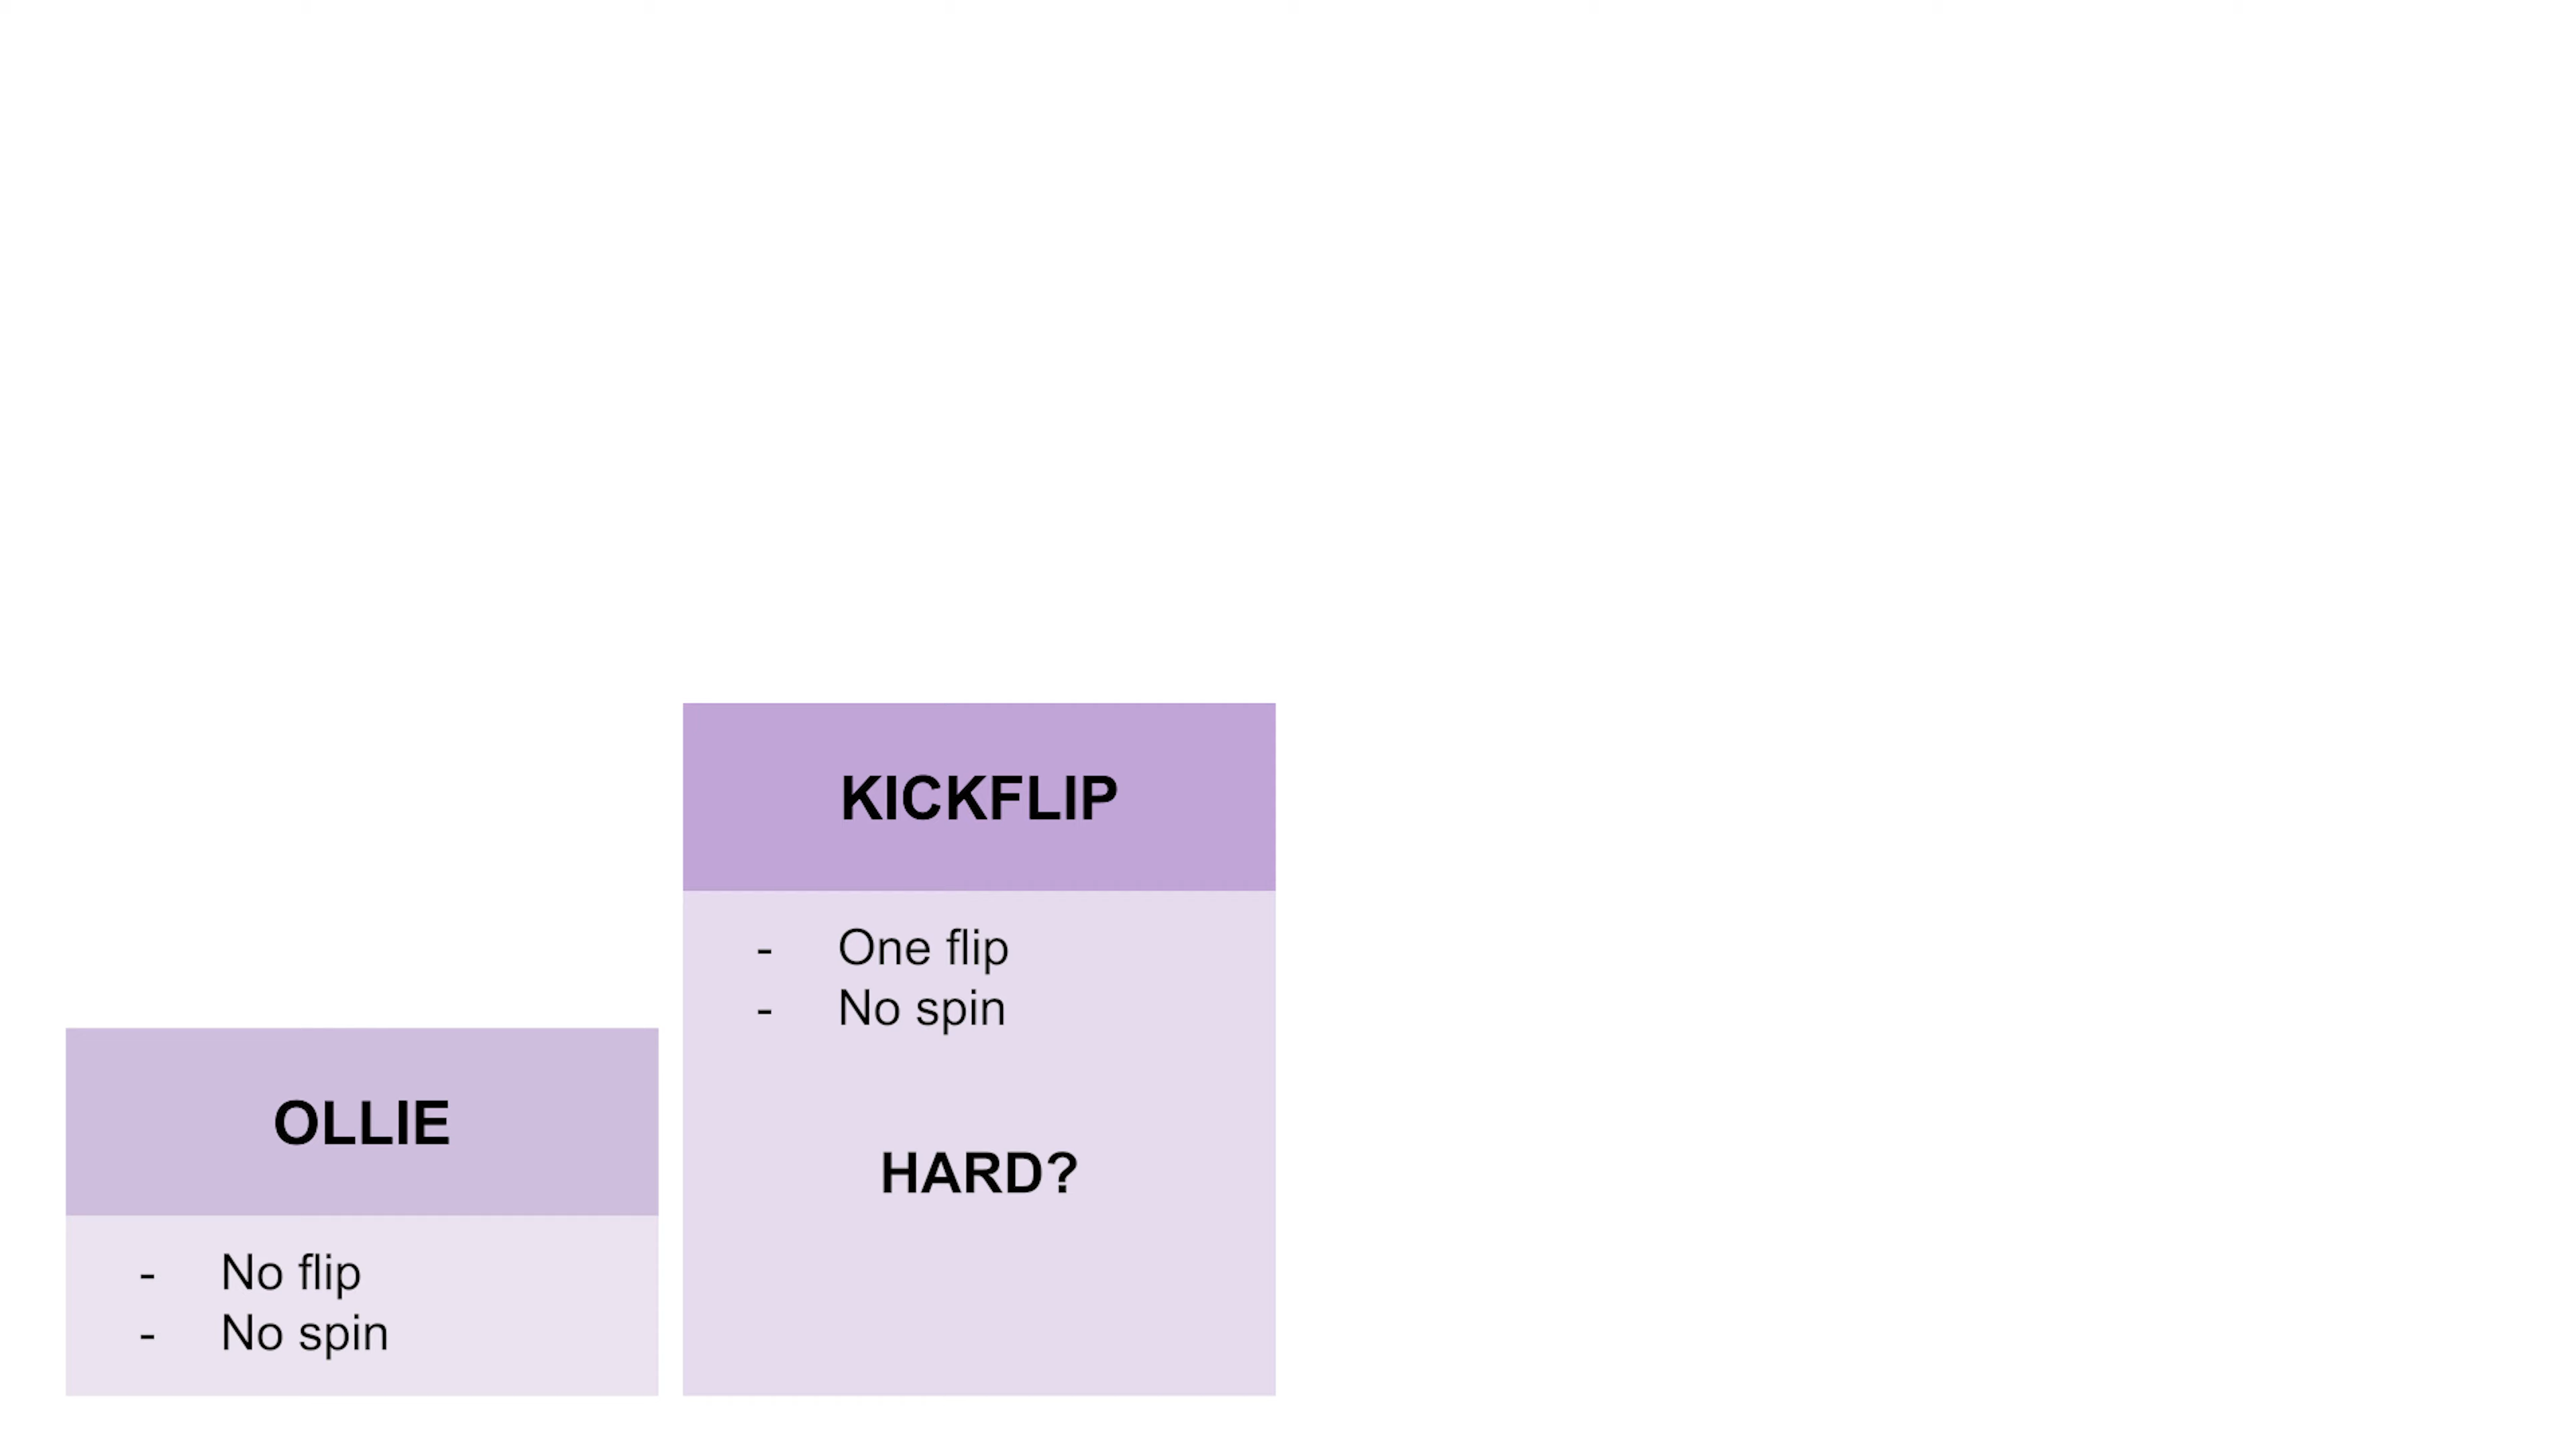 KICKFLIP
- One flip
- No spin
HARD?
OLLIE
- No flip
- No spin